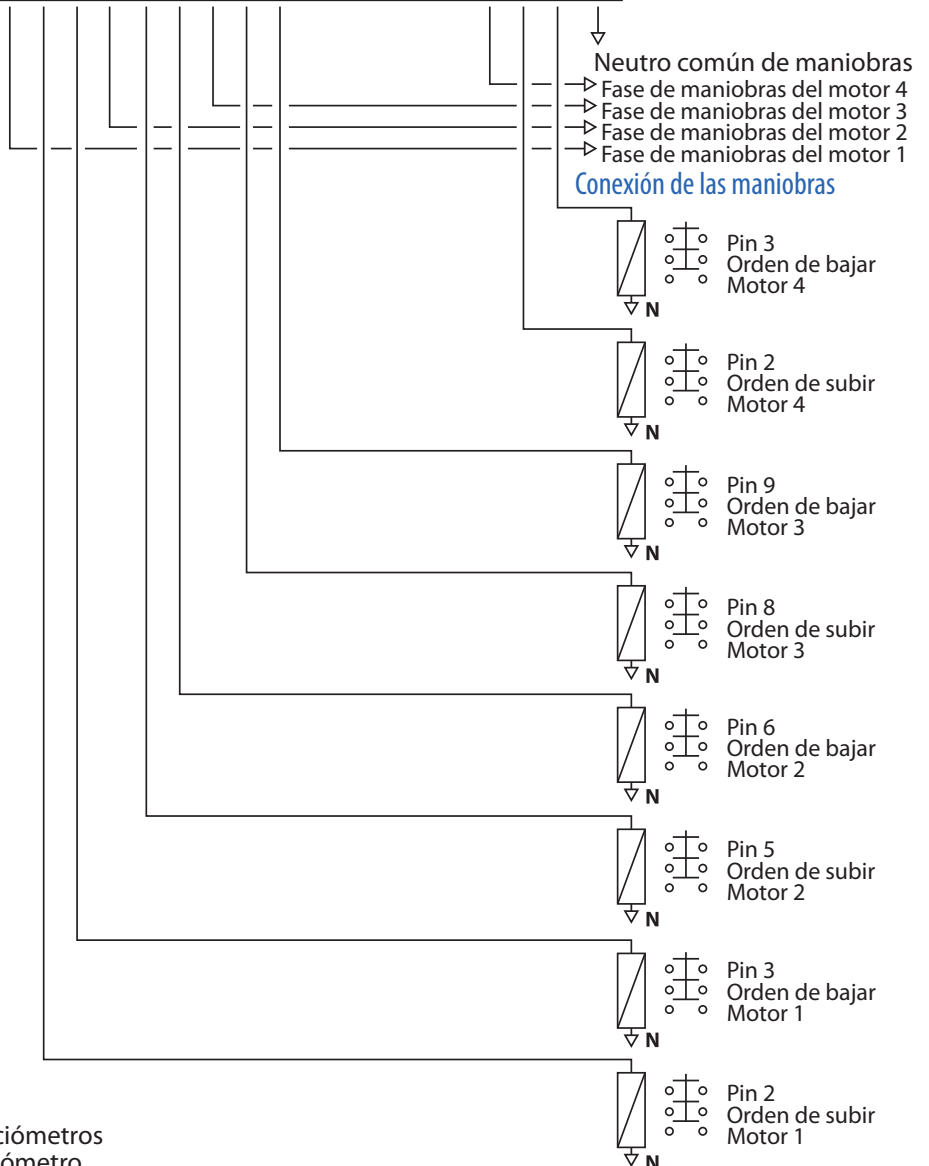 Neutro común de maniobras
Fase de maniobras del motor 4
Fase de maniobras del motor 3
Fase de maniobras del motor 2
Fase de maniobras del motor 1
Conexión de las maniobras
Pin 3
Orden de bajar
Motor 4
N
Pin 2
Orden de subir
Motor 4
N
Pin 9
Orden de bajar
Motor 3
N
Pin 8
Orden de subir
Motor 3
N
Pin 6
Orden de bajar
Motor 2
N
Pin 5
Orden de subir
Motor 2
N
Pin 3
Orden de bajar
Motor 1
N
Pin 2
Orden de subir
Motor 1
N
ciómetros